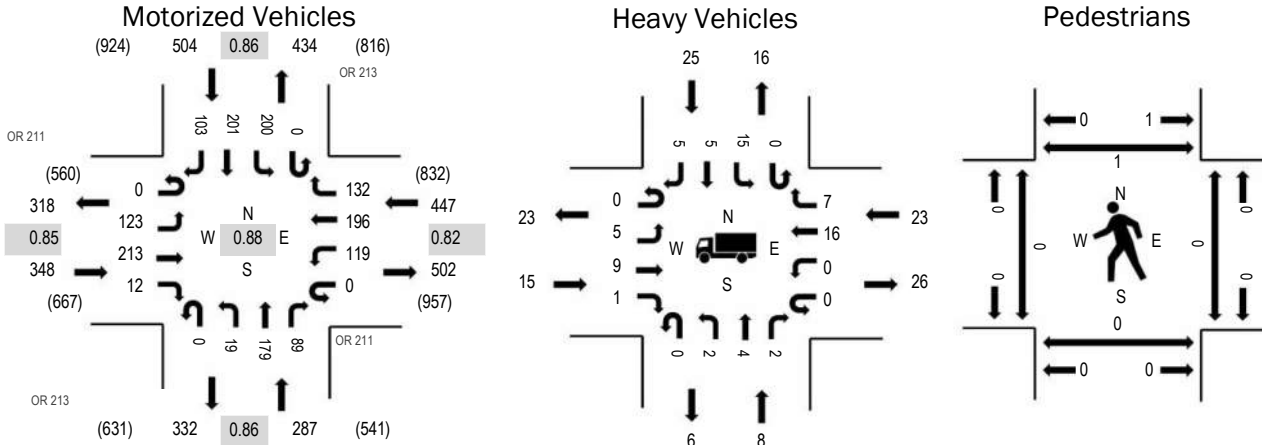 Motorized Vehicles
(924) 504 0.86 434 (816)
OR 213
103 201 200 0
OR 211
(560)
318
0.85
348
(667)
0
123
213
12
N
W 0.88 E
S
132
196
119
0
(832)
447
0.82
502
(957)
0 19 179 89
OR 211
OR 213
(631) 332 0.86 287 (541)
Heavy Vehicles
25 16
5 5 15 0
23
15
0
5
9
1
N
W E
S
7
16
0
0
23
26
0 2 4 2
6 8
Pedestrians
0 1
1
0
0
0
N
W E
S
0
0
0
0
0 0